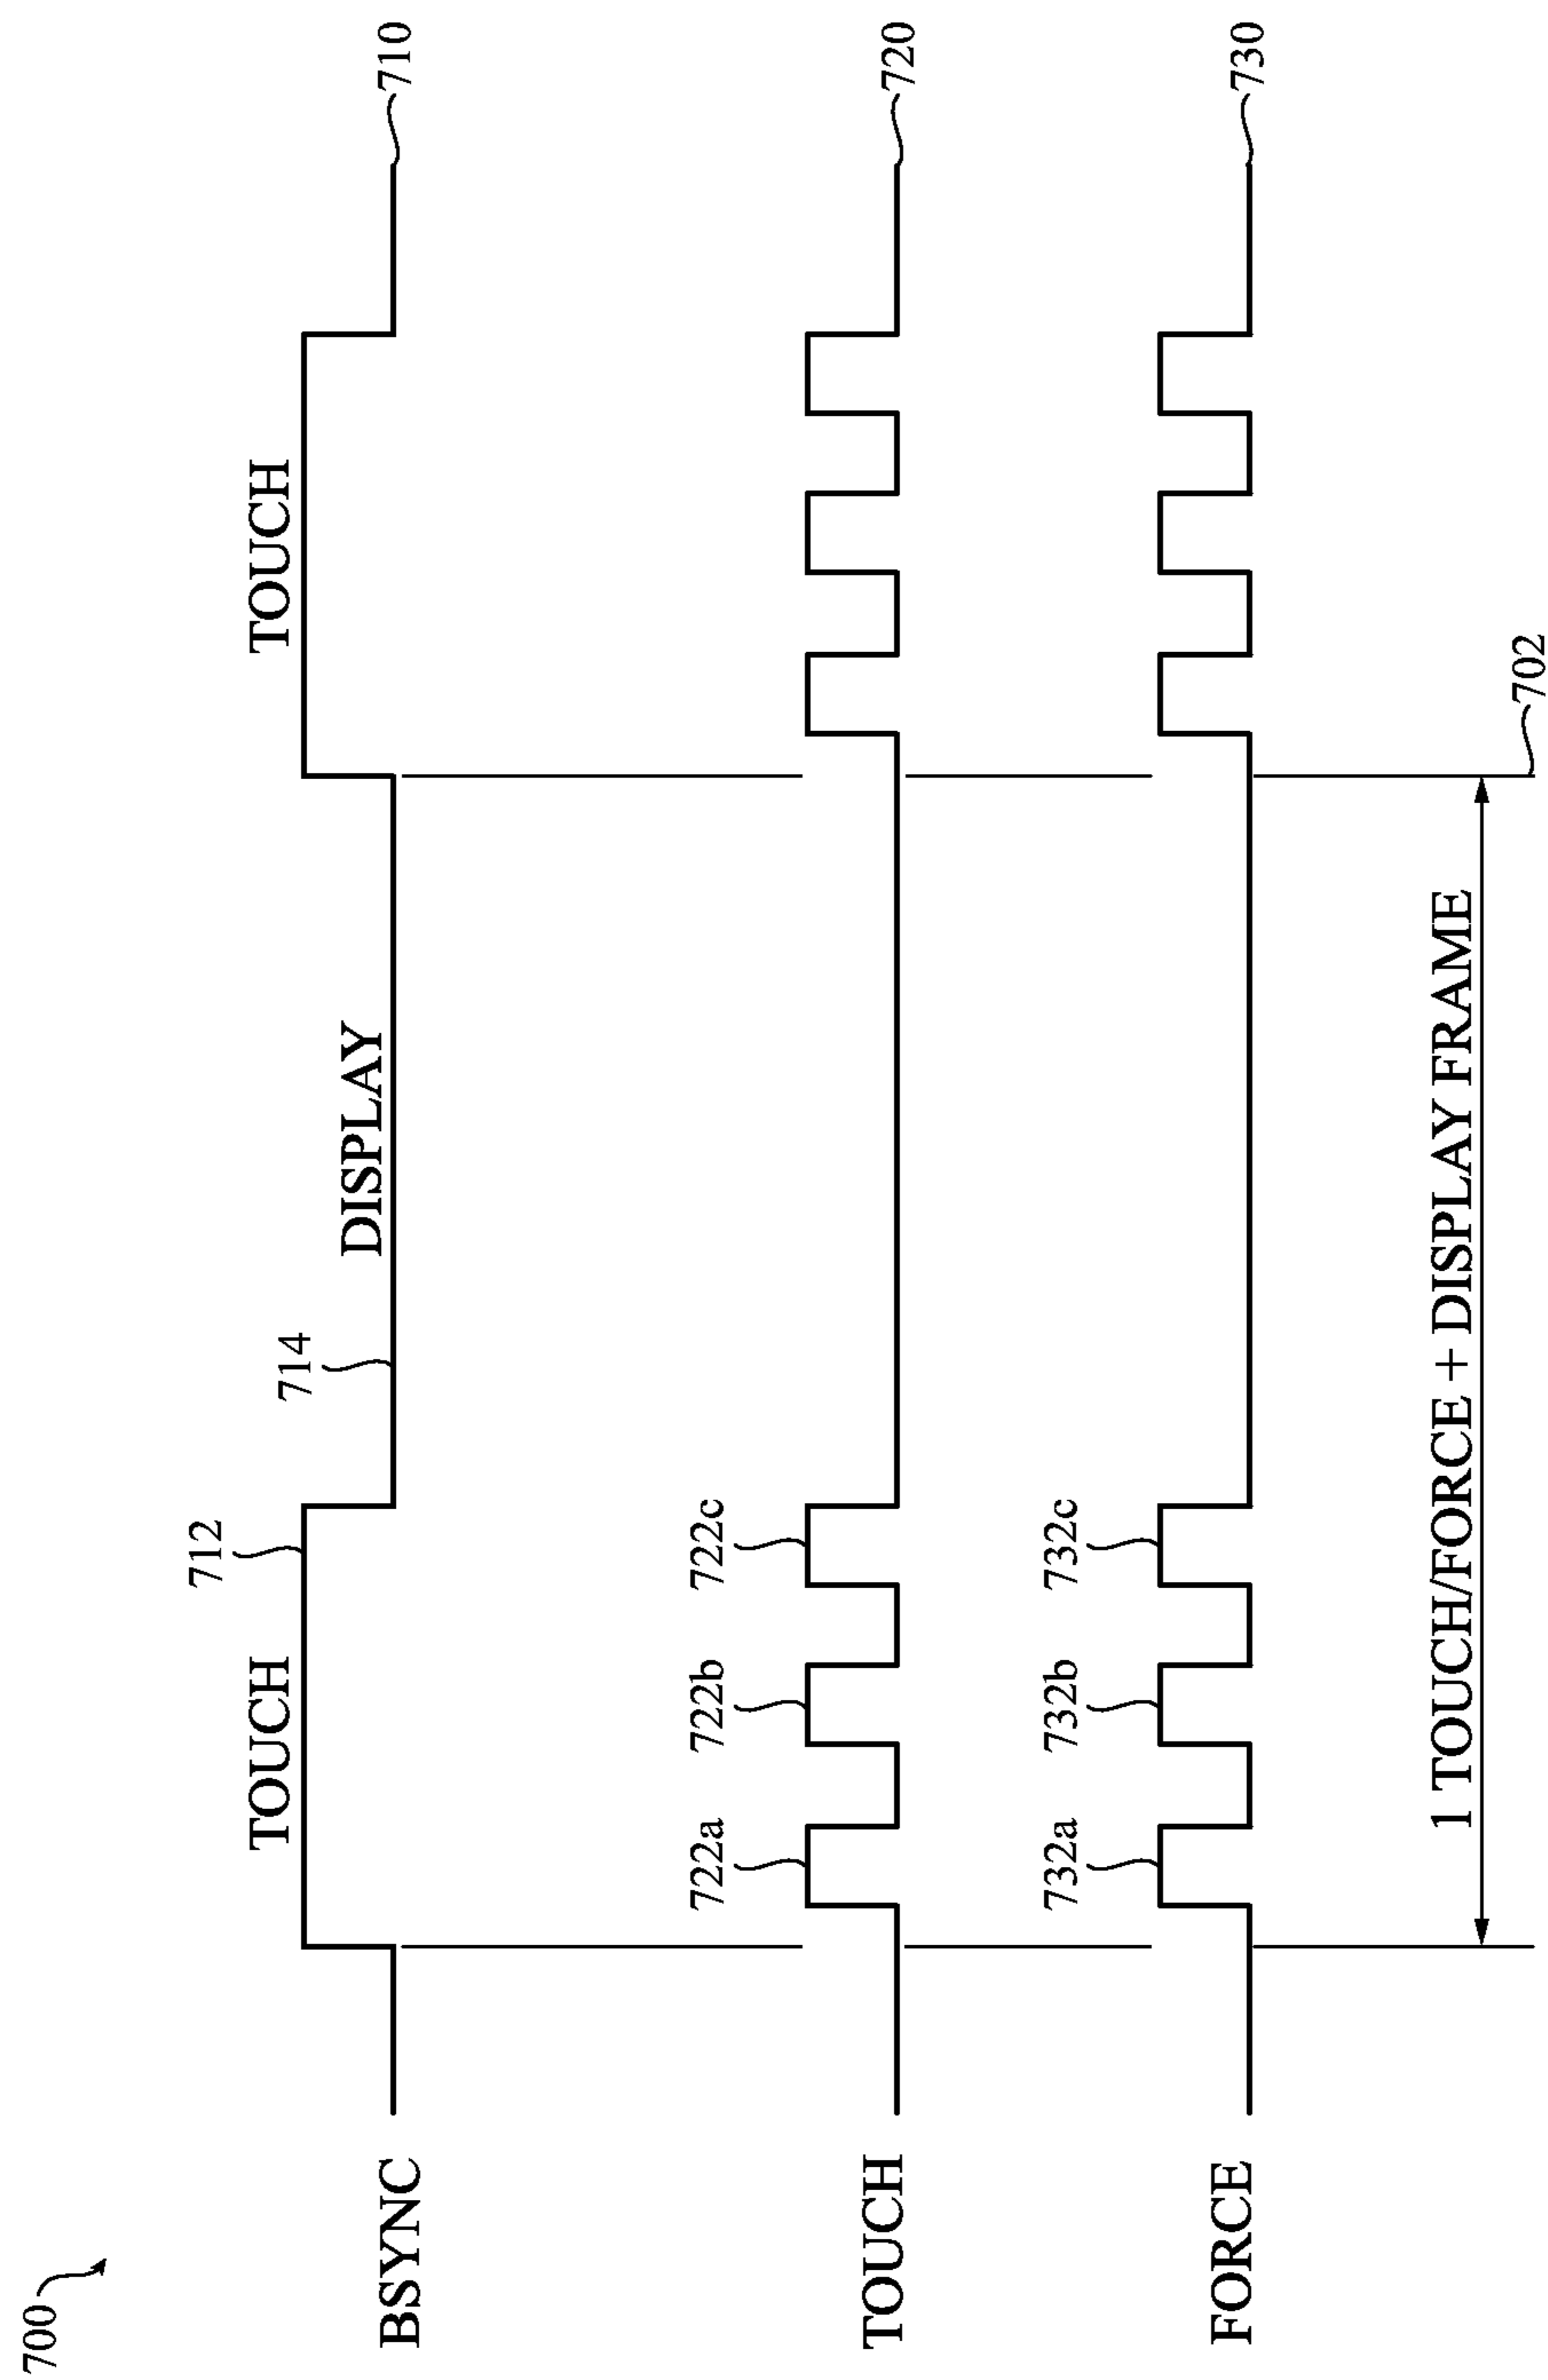 700
TOUCH
712
714
DISPLAY
TOUCH
BSYNC
710
722a
722b
722c
TOUCH
720
732a
732b
732c
FORCE
730
1 TOUCH/FORCE + DISPLAY FRAME
702